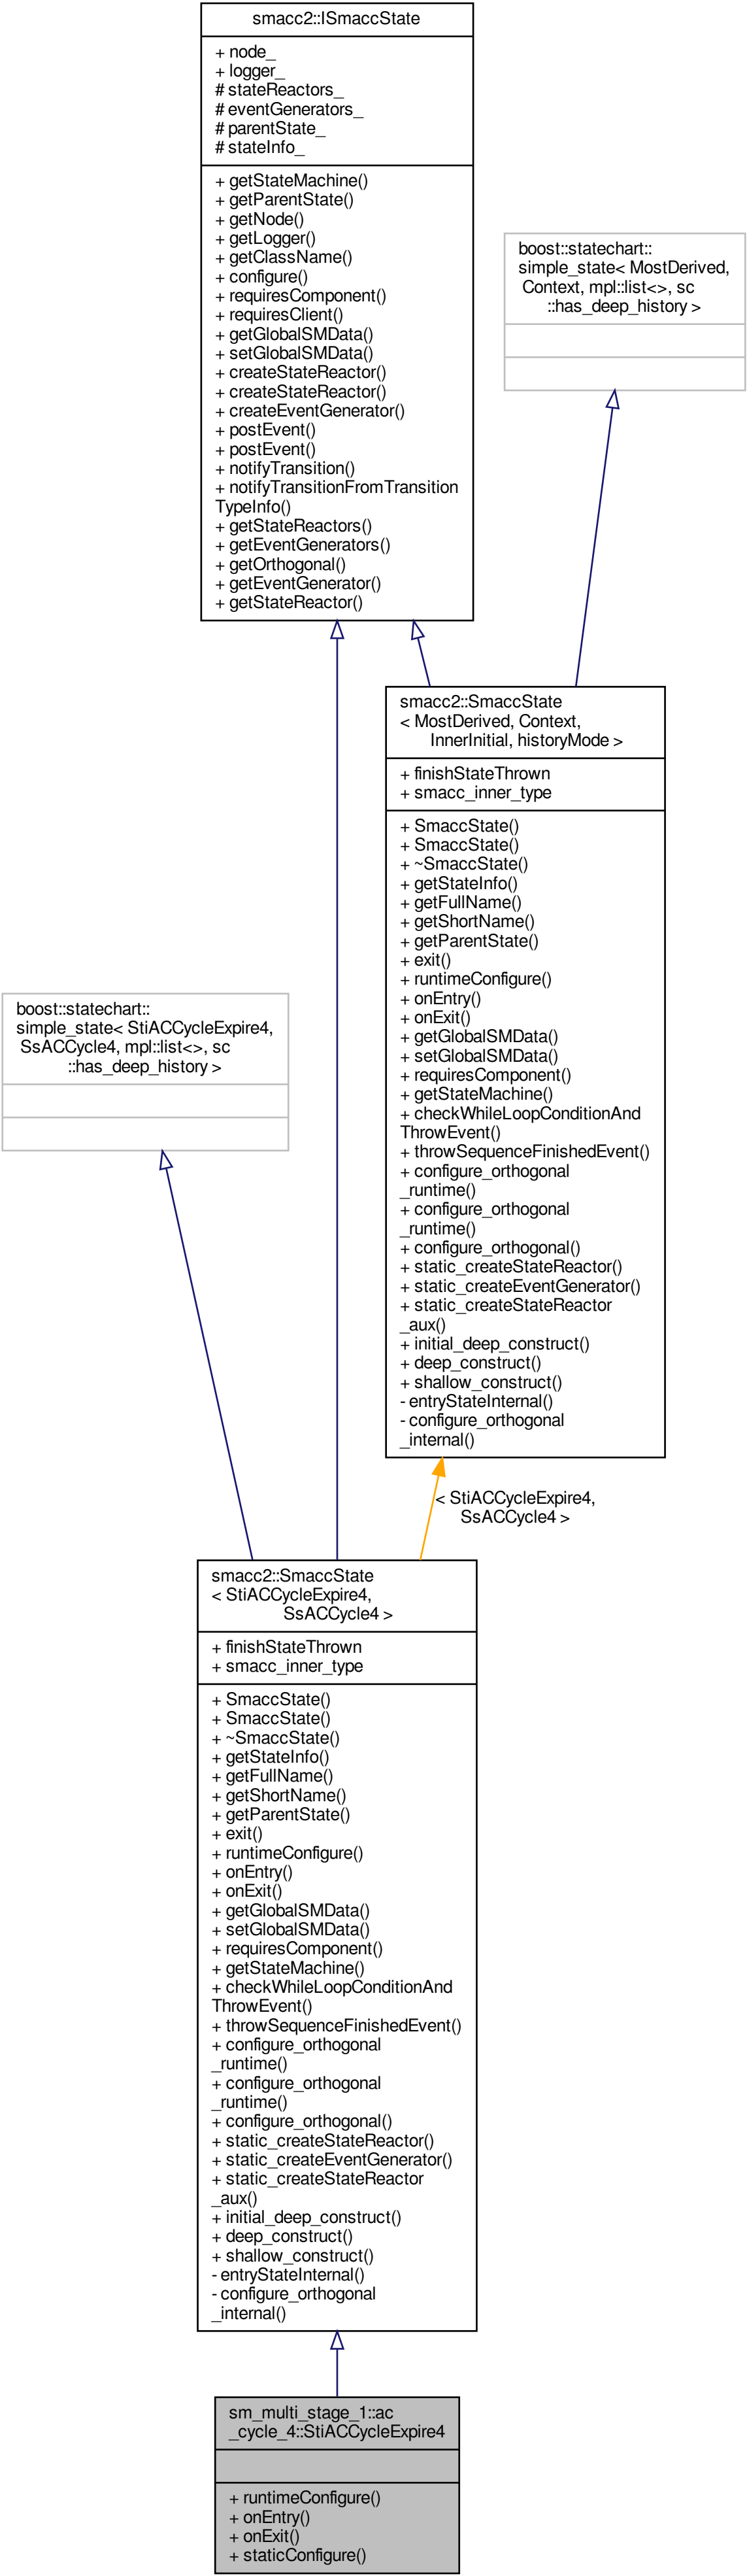 smacc2::ISmaccState
+ node_
+ logger_
# stateReactors_
# eventGenerators_
# parentState_
# stateInfo_
+ getStateMachine()
+ getParentState()
+ getNode()
+ getLogger()
+ getClassName()
+ configure()
+ requiresComponent()
+ requiresClient()
+ getGlobalSMData()
+ setGlobalSMData()
+ createStateReactor()
+ createStateReactor()
+ createEventGenerator()
+ postEvent()
+ postEvent()
+ notifyTransition()
+ notifyTransitionFromTransition
TypeInfo()
+ getStateReactors()
+ getEventGenerators()
+ getOrthogonal()
+ getEventGenerator()
+ getStateReactor()
boost::statechart::
simple_state< MostDerived,
Context, mpl::list<>, sc
::has_deep_history >
smacc2::SmaccState
< MostDerived, Context,
InnerInitial, historyMode >
+ finishStateThrown
+ smacc_inner_type
+ SmaccState()
+ SmaccState()
+ ~SmaccState()
+ getStateInfo()
+ getFullName()
+ getShortName()
+ getParentState()
+ exit()
+ runtimeConfigure()
+ onEntry()
+ onExit()
+ getGlobalSMData()
+ setGlobalSMData()
+ requiresComponent()
+ getStateMachine()
+ checkWhileLoopConditionAnd
ThrowEvent()
+ throwSequenceFinishedEvent()
+ configure_orthogonal
_runtime()
+ configure_orthogonal
_runtime()
+ configure_orthogonal()
+ static_createStateReactor()
+ static_createEventGenerator()
+ static_createStateReactor
_aux()
+ initial_deep_construct()
+ deep_construct()
+ shallow_construct()
- entryStateInternal()
- configure_orthogonal
_internal()
boost::statechart::
simple_state< StiACCycleExpire4,
SsACCycle4, mpl::list<>, sc
::has_deep_history >
< StiACCycleExpire4,
SsACCycle4 >
smacc2::SmaccState
< StiACCycleExpire4,
SsACCycle4 >
+ finishStateThrown
+ smacc_inner_type
+ SmaccState()
+ SmaccState()
+ ~SmaccState()
+ getStateInfo()
+ getFullName()
+ getShortName()
+ getParentState()
+ exit()
+ runtimeConfigure()
+ onEntry()
+ onExit()
+ getGlobalSMData()
+ setGlobalSMData()
+ requiresComponent()
+ getStateMachine()
+ checkWhileLoopConditionAnd
ThrowEvent()
+ throwSequenceFinishedEvent()
+ configure_orthogonal
_runtime()
+ configure_orthogonal
_runtime()
+ configure_orthogonal()
+ static_createStateReactor()
+ static_createEventGenerator()
+ static_createStateReactor
_aux()
+ initial_deep_construct()
+ deep_construct()
+ shallow_construct()
- entryStateInternal()
- configure_orthogonal
_internal()
sm_multi_stage_1::ac
_cycle_4::StiACCycleExpire4
+ runtimeConfigure()
+ onEntry()
+ onExit()
+ staticConfigure()